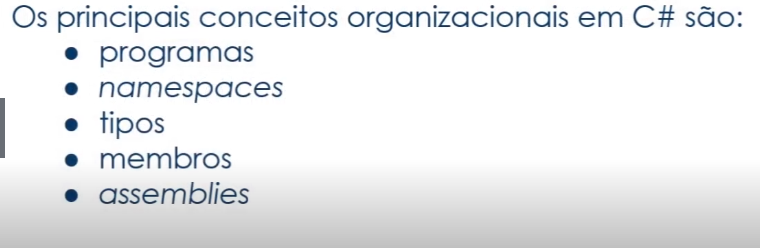 Os principais conceitos organizacionais em C# são:
• programas
• namespaces
• tipos
• membros
• assemblies